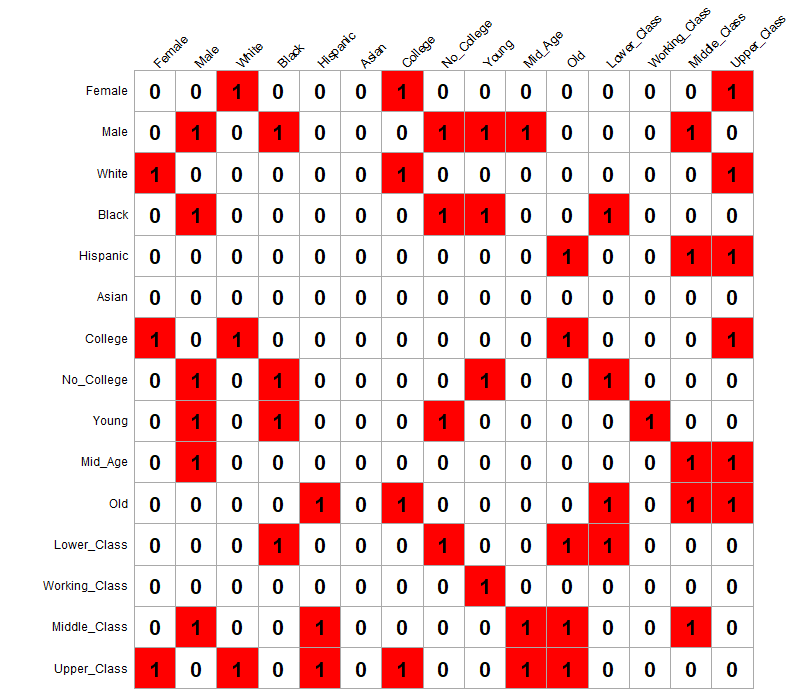 Female Male White Black Hispanic Asian College No_College Young Mid_Age Old Lower_Class Working_Class Middle_Class Upper_Class
Female 0 0 1 0 0 0 1 0 0 0 0 0 0 0 1
Male 0 1 0 1 0 0 0 1 1 1 0 0 0 1 0
White 1 0 0 0 0 0 1 0 0 0 0 0 0 0 1
Black 0 1 0 0 0 0 0 1 1 0 0 1 0 0 0
Hispanic 0 0 0 0 0 0 0 0 0 0 1 0 0 1 1
Asian 0 0 0 0 0 0 0 0 0 0 0 0 0 0 0
College 1 0 1 0 0 0 0 0 0 0 1 0 0 0 1
No_College 0 1 0 1 0 0 0 0 1 0 0 1 0 0 0
Young 0 1 0 1 0 0 0 1 0 0 0 0 1 0 0
Mid_Age 0 1 0 0 0 0 0 0 0 0 0 0 0 1 1
Old 0 0 0 0 1 0 1 0 0 0 0 1 0 1 1
Lower_Class 0 0 0 1 0 0 0 1 0 0 1 1 0 0 0
Working_Class 0 0 0 0 0 0 0 0 1 0 0 0 0 0 0
Middle_Class 0 1 0 0 1 0 0 0 0 1 1 0 0 1 0
Upper_Class 1 0 1 0 1 0 1 0 0 1 1 0 0 0 0